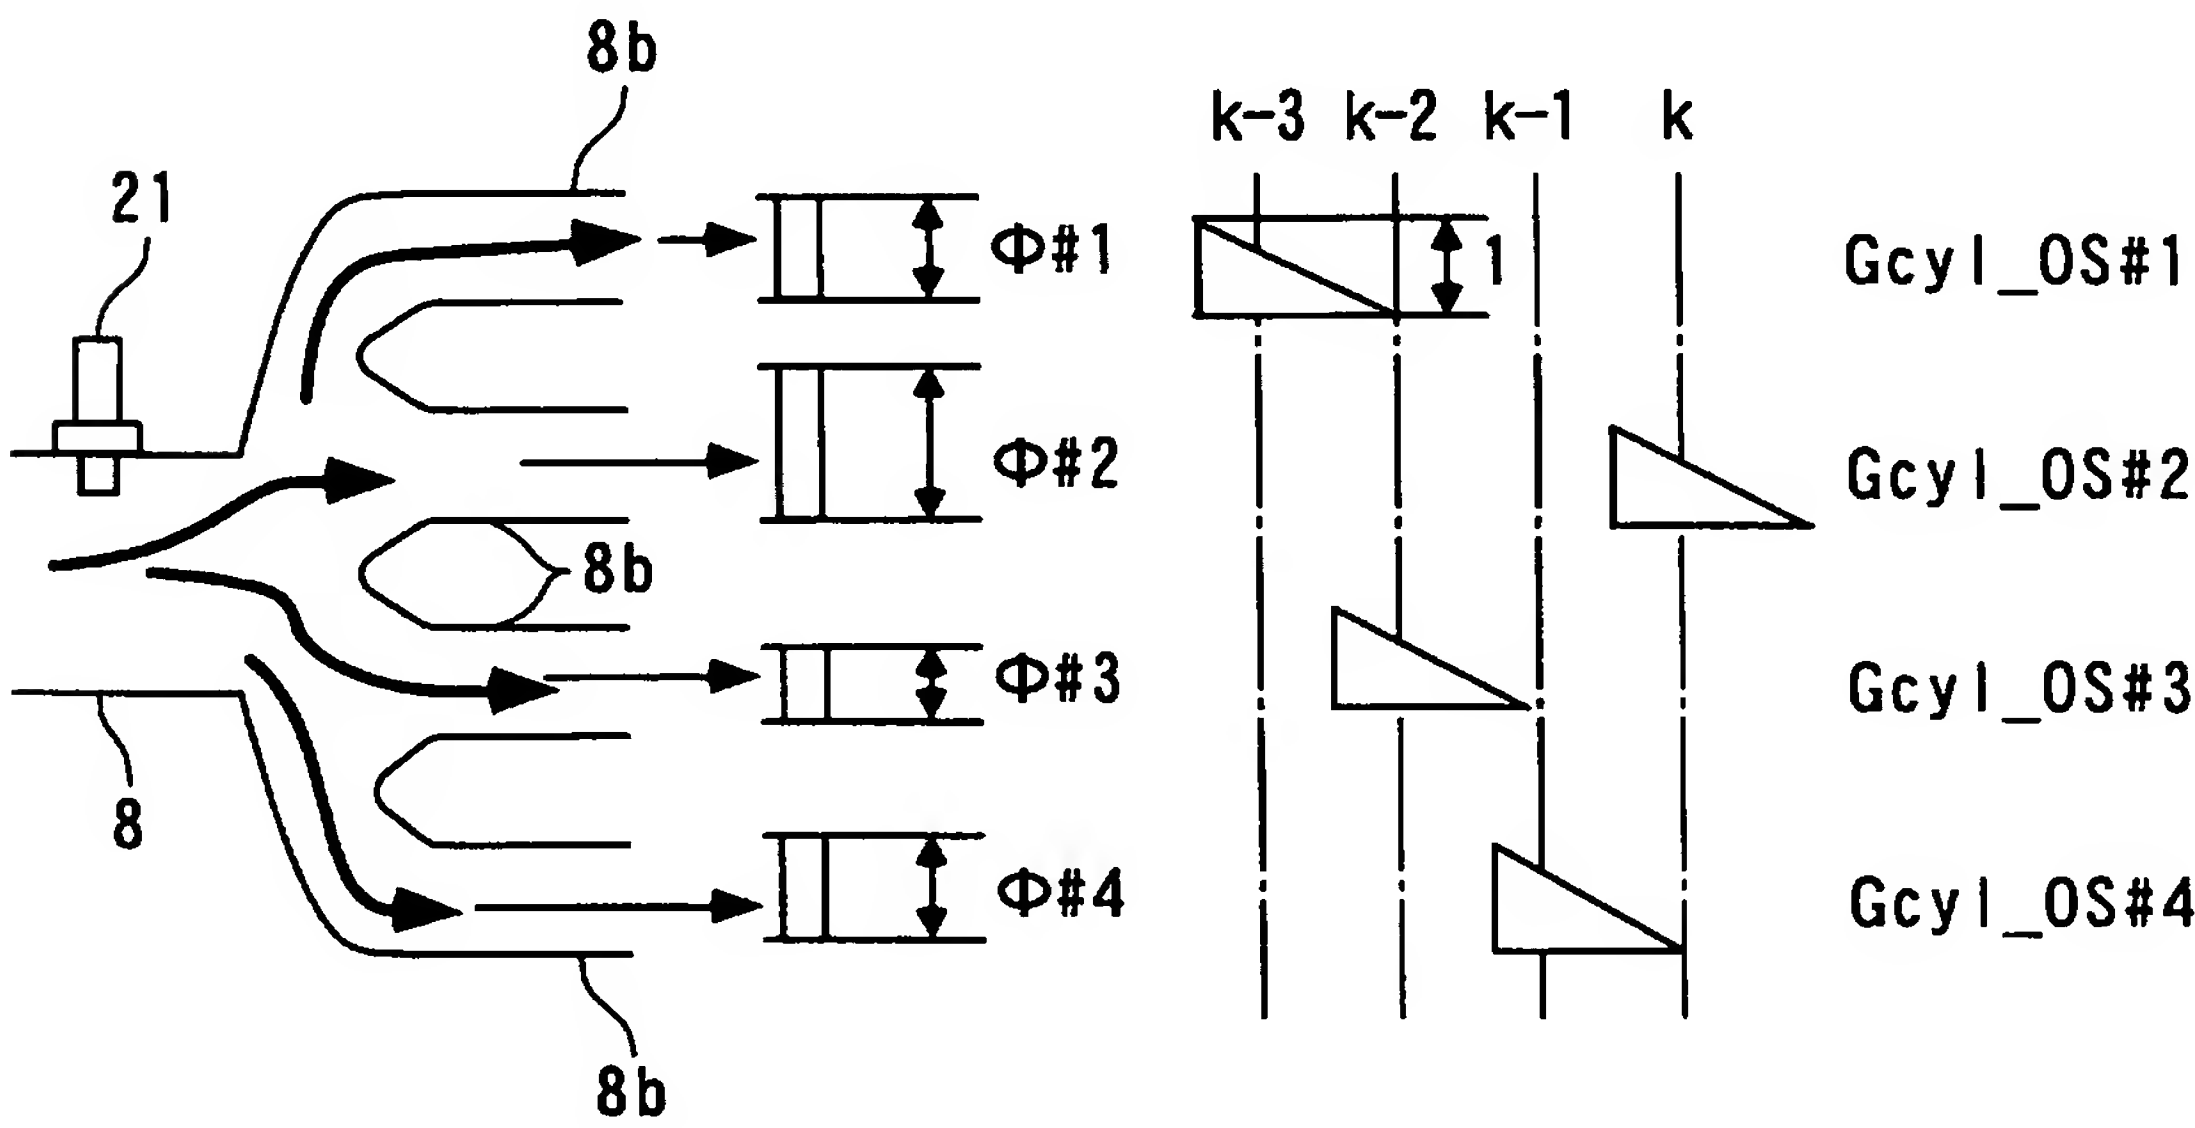 8b
k-3 k-2 k-1 k
21
Φ#1 1 Gcyl_OS#1
Φ#2 Gcyl_OS#2
8b
Φ#3 Gcyl_OS#3
8
Φ#4 Gcyl_OS#4
8b